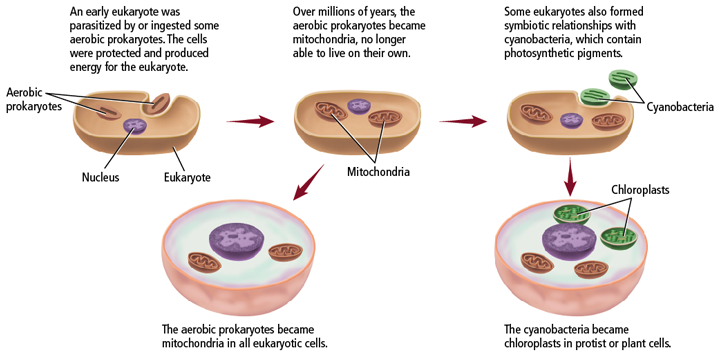 An early eukaryote was
parasitized by or ingested some
aerobic prokaryotes. The cells
were protected and produced
energy for the eukaryote.
Over millions of years, the
aerobic prokaryotes became
mitochondria, no longer
able to live on their own.
Some eukaryotes also formed
symbiotic relationships with
cyanobacteria, which contain
photosynthetic pigments.
Aerobic
prokaryotes
Nucleus
Eukaryote
Mitochondria
Cyanobacteria
Chloroplasts
The aerobic prokaryotes became
mitochondria in all eukaryotic cells.
The cyanobacteria became
chloroplasts in protist or plant cells.